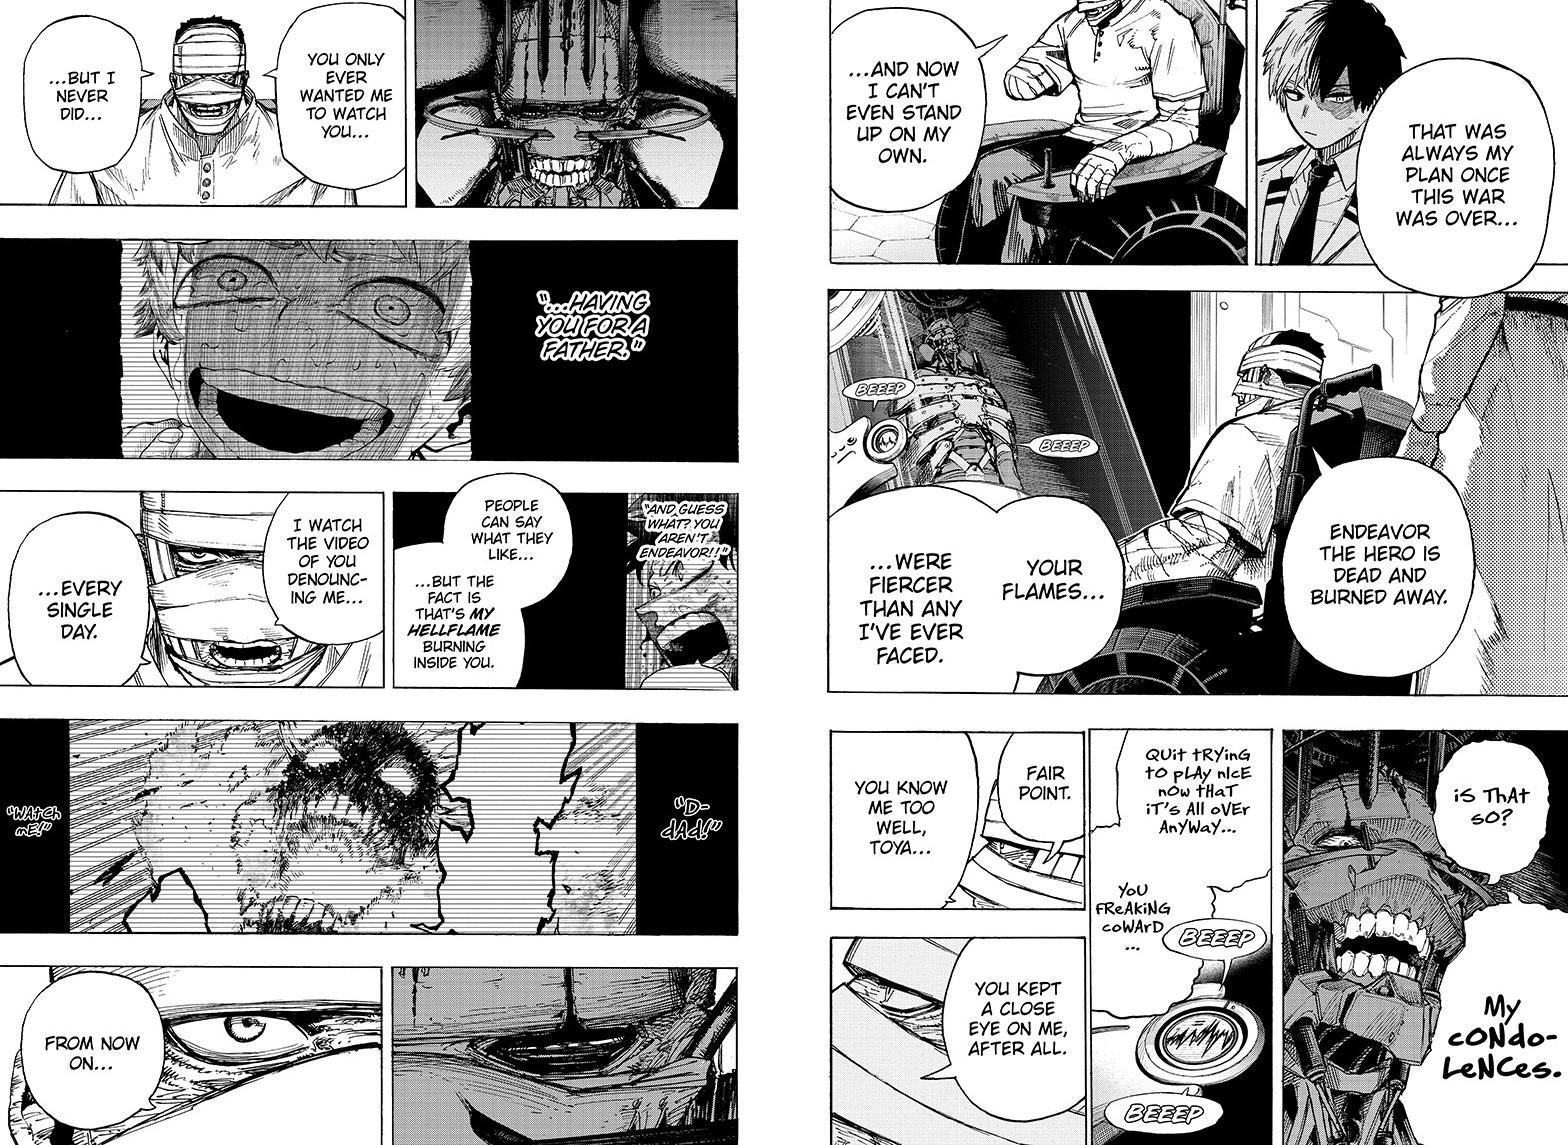 THAT WAS
ALWAYS MY
PLAN ONCE
THIS WAR
WAS OVER...
...AND NOW
I CAN'T
EVEN STAND
UP ON MY
OWN.
ENDEAVOR
THE HERO IS
DEAD AND
BURNED AWAY.
BEEEP
BEEEP
YOUR
FLAMES...
...WERE
FIERCER
THAN ANY
I'VE EVER
FACED.
iS ThAt
so?
My
coNdo-
LeNCes.
QUiT tRYiNG
to pLAy NiCE
NoW tHAT
iT'S ALL oVER
ANyWAY...
YoU
FReAKiNG
coWArD
...
BEEEP
BEEEP
FAIR
POINT.
YOU KNOW
ME TOO
WELL,
TOYA...
YOU KEPT
A CLOSE
EYE ON ME,
AFTER ALL.
YOU ONLY
EVER
WANTED ME
TO WATCH
YOU...
...BUT I
NEVER
DID...
"...HAVING
YOU FOR A
FATHER."
"AND GUESS
WHAT? YOU
AREN'T
ENDEAVOR!!"
PEOPLE
CAN SAY
WHAT THEY
LIKE...
...BUT THE
FACT IS
THAT'S MY
HELLFLAME
BURNING
INSIDE YOU.
I WATCH
THE VIDEO
OF YOU
DENOUNC-
ING ME...
...EVERY
SINGLE
DAY.
"D-
dAd!"
"WAtch
mE!"
FROM NOW
ON...